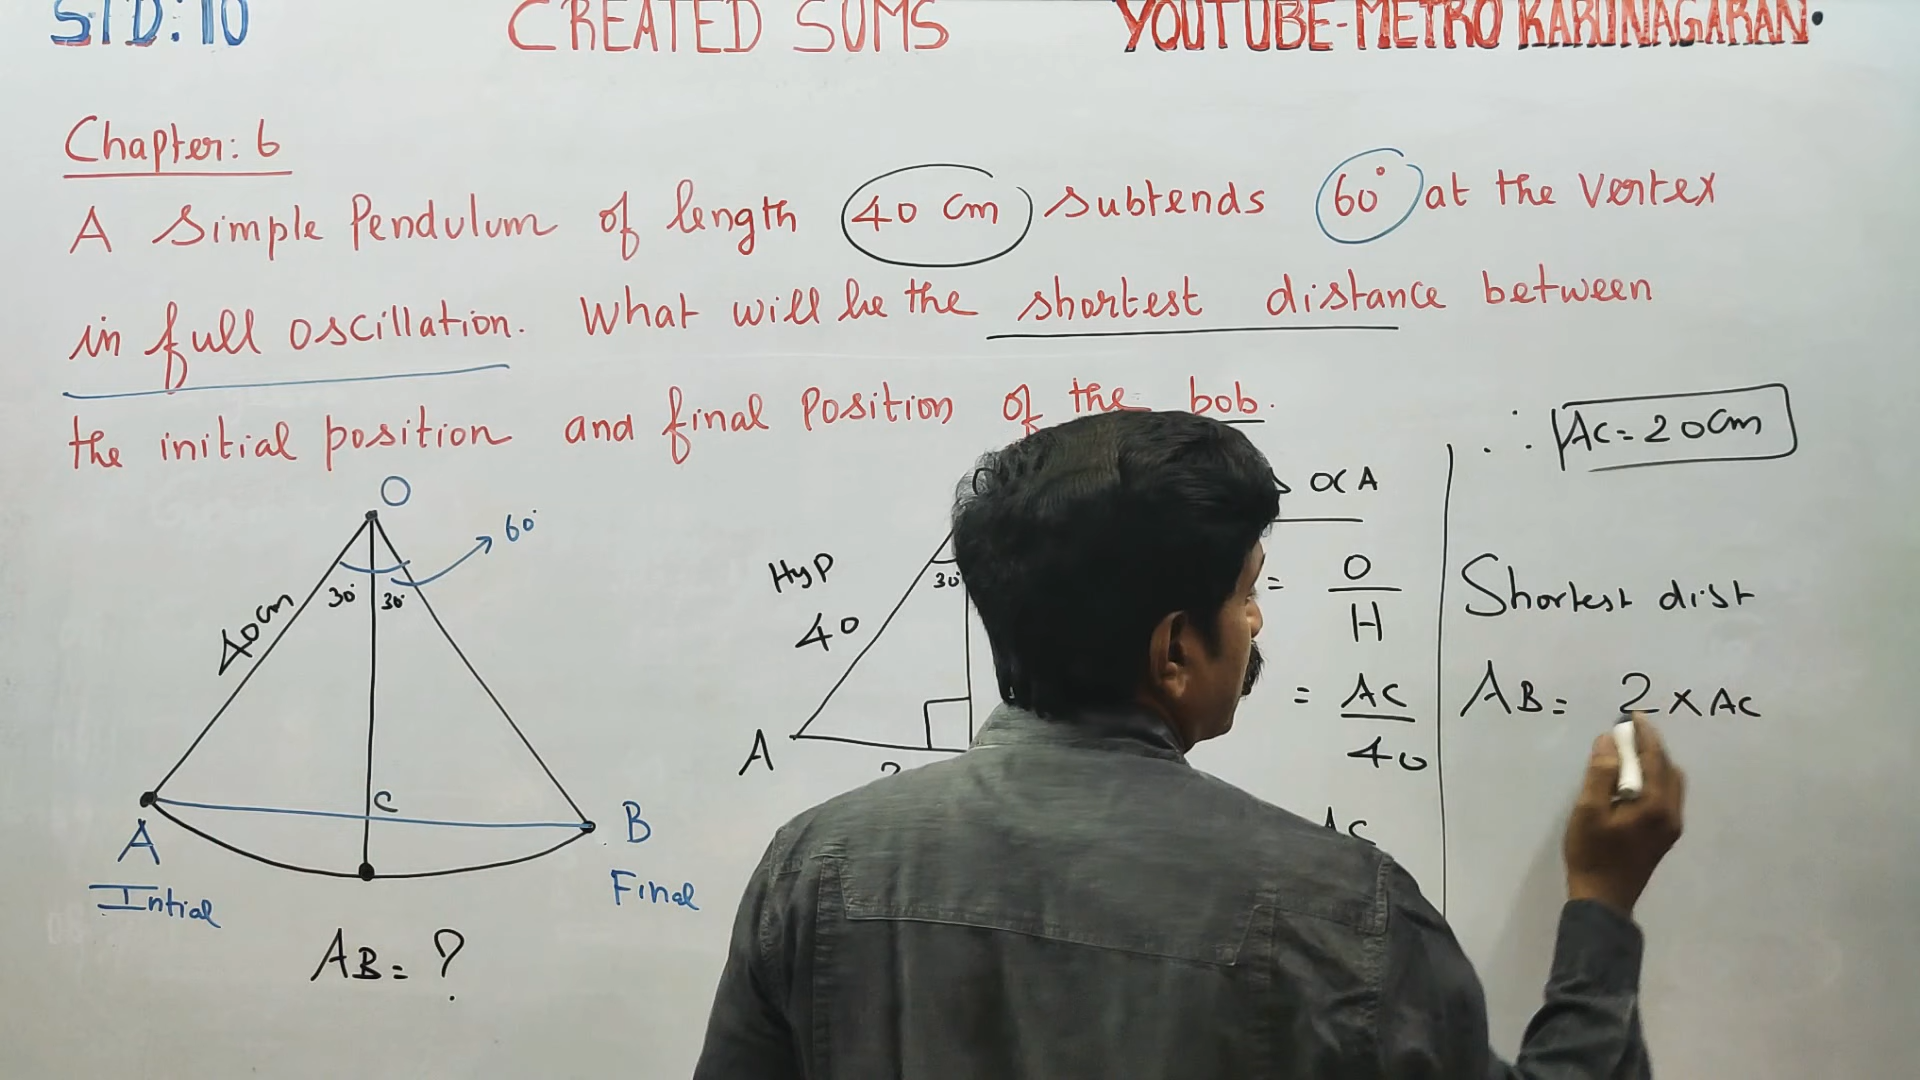 STD: 10
CREATED SUMS
YOUTUBE-METRO KARUNAGARAN.
Chapter: 6
A Simple Pendulum of length 40 cm subtends 60° at the vertex
in full oscillation. What will be the shortest distance between
the initial position and final Position of the bob.
O
60°
40cm
30°
30°
C
A
Intial
B
Final
AB = ?
HyP
40
30°
A
?
OCA
= O/H
= AC/40
AC
∴ AC = 20cm
Shortest dist
AB = 2 × AC